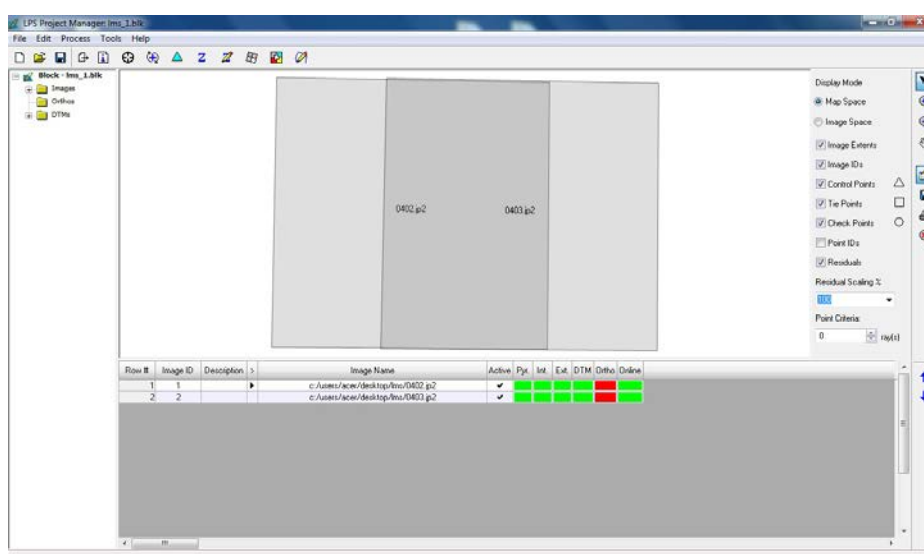 LPS Project Manager: lms_1.blk
File Edit Process Tools Help
Block - lms_1.blk
Images
Orthos
DTMs
0402.jp2 0403.jp2
Display Mode
Map Space
Image Space
Image Extents
Image IDs
Control Points
Tie Points
Check Points
Point IDs
Residuals
Residual Scaling %
100
Point Criteria:
0 ray(s)
Row # Image ID Description > Image Name Active Pyr. Int. Ext. DTM Ortho Online
1 1 c:/users/acer/desktop/lms/0402.jp2
2 2 c:/users/acer/desktop/lms/0403.jp2